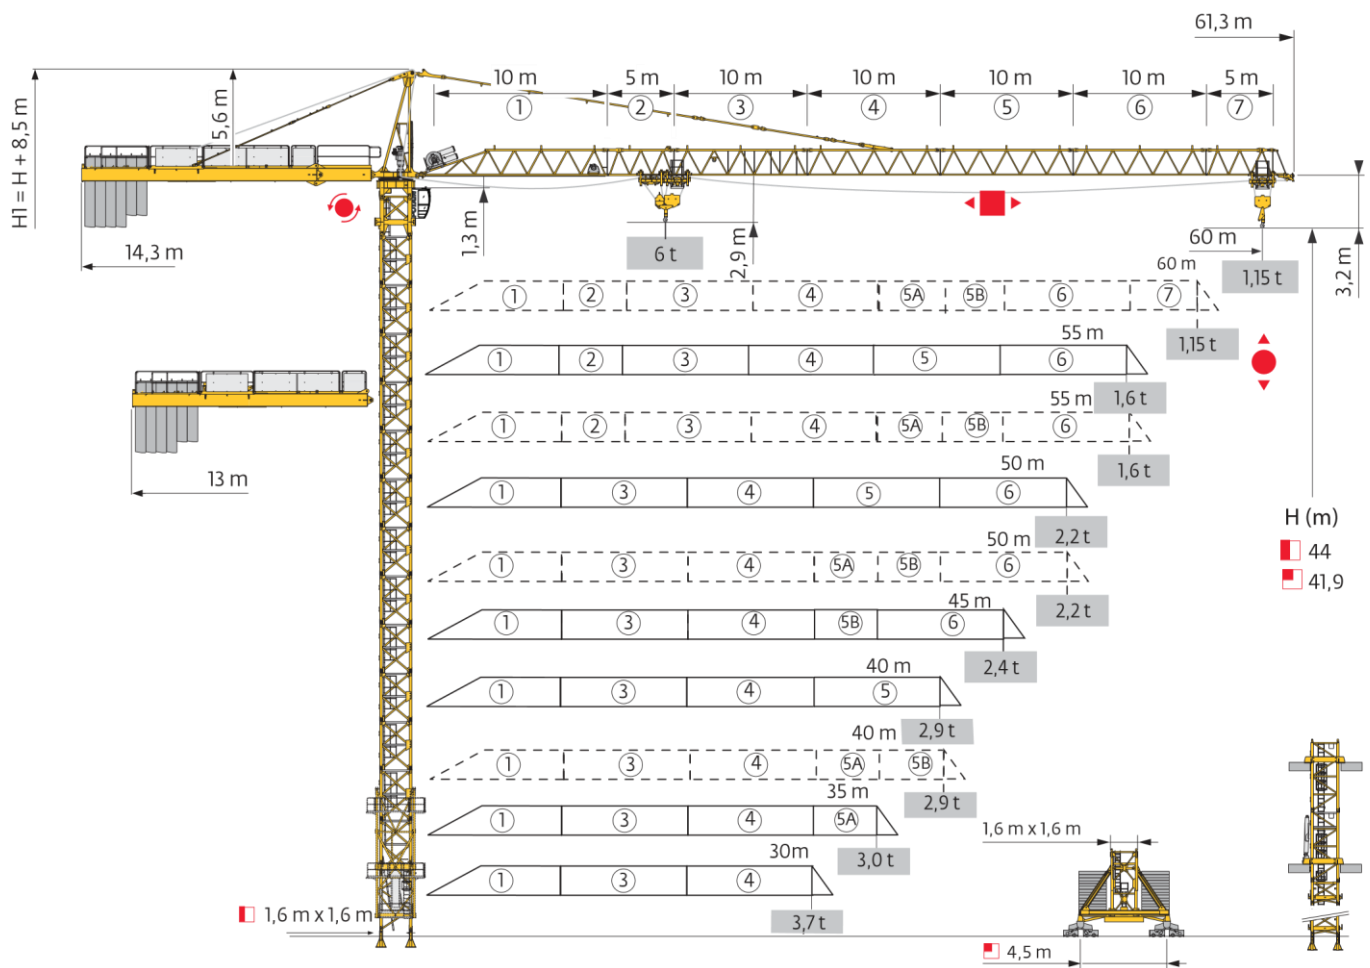 61,3 m
10 m
5 m
10 m
10 m
10 m
10 m
5 m
1
2
3
4
5
6
7
H1 = H + 8,5 m
5,6 m
14,3 m
1,3 m
6 t
2,9 m
60 m
1,15 t
3,2 m
60 m
1 2 3 4 5A 5B 6 7
1,15 t
55 m
1 2 3 4 5 6
1,6 t
55 m
1 2 3 4 5A 5B 6
1,6 t
13 m
50 m
1 3 4 5 6
2,2 t
50 m
1 3 4 5A 5B 6
2,2 t
H (m)
44
41,9
45 m
1 3 4 5B 6
2,4 t
40 m
1 3 4 5
2,9 t
40 m
1 3 4 5A 5B
2,9 t
35 m
1 3 4 5A
3,0 t
30m
1 3 4
3,7 t
1,6 m x 1,6 m
1,6 m x 1,6 m
4,5 m